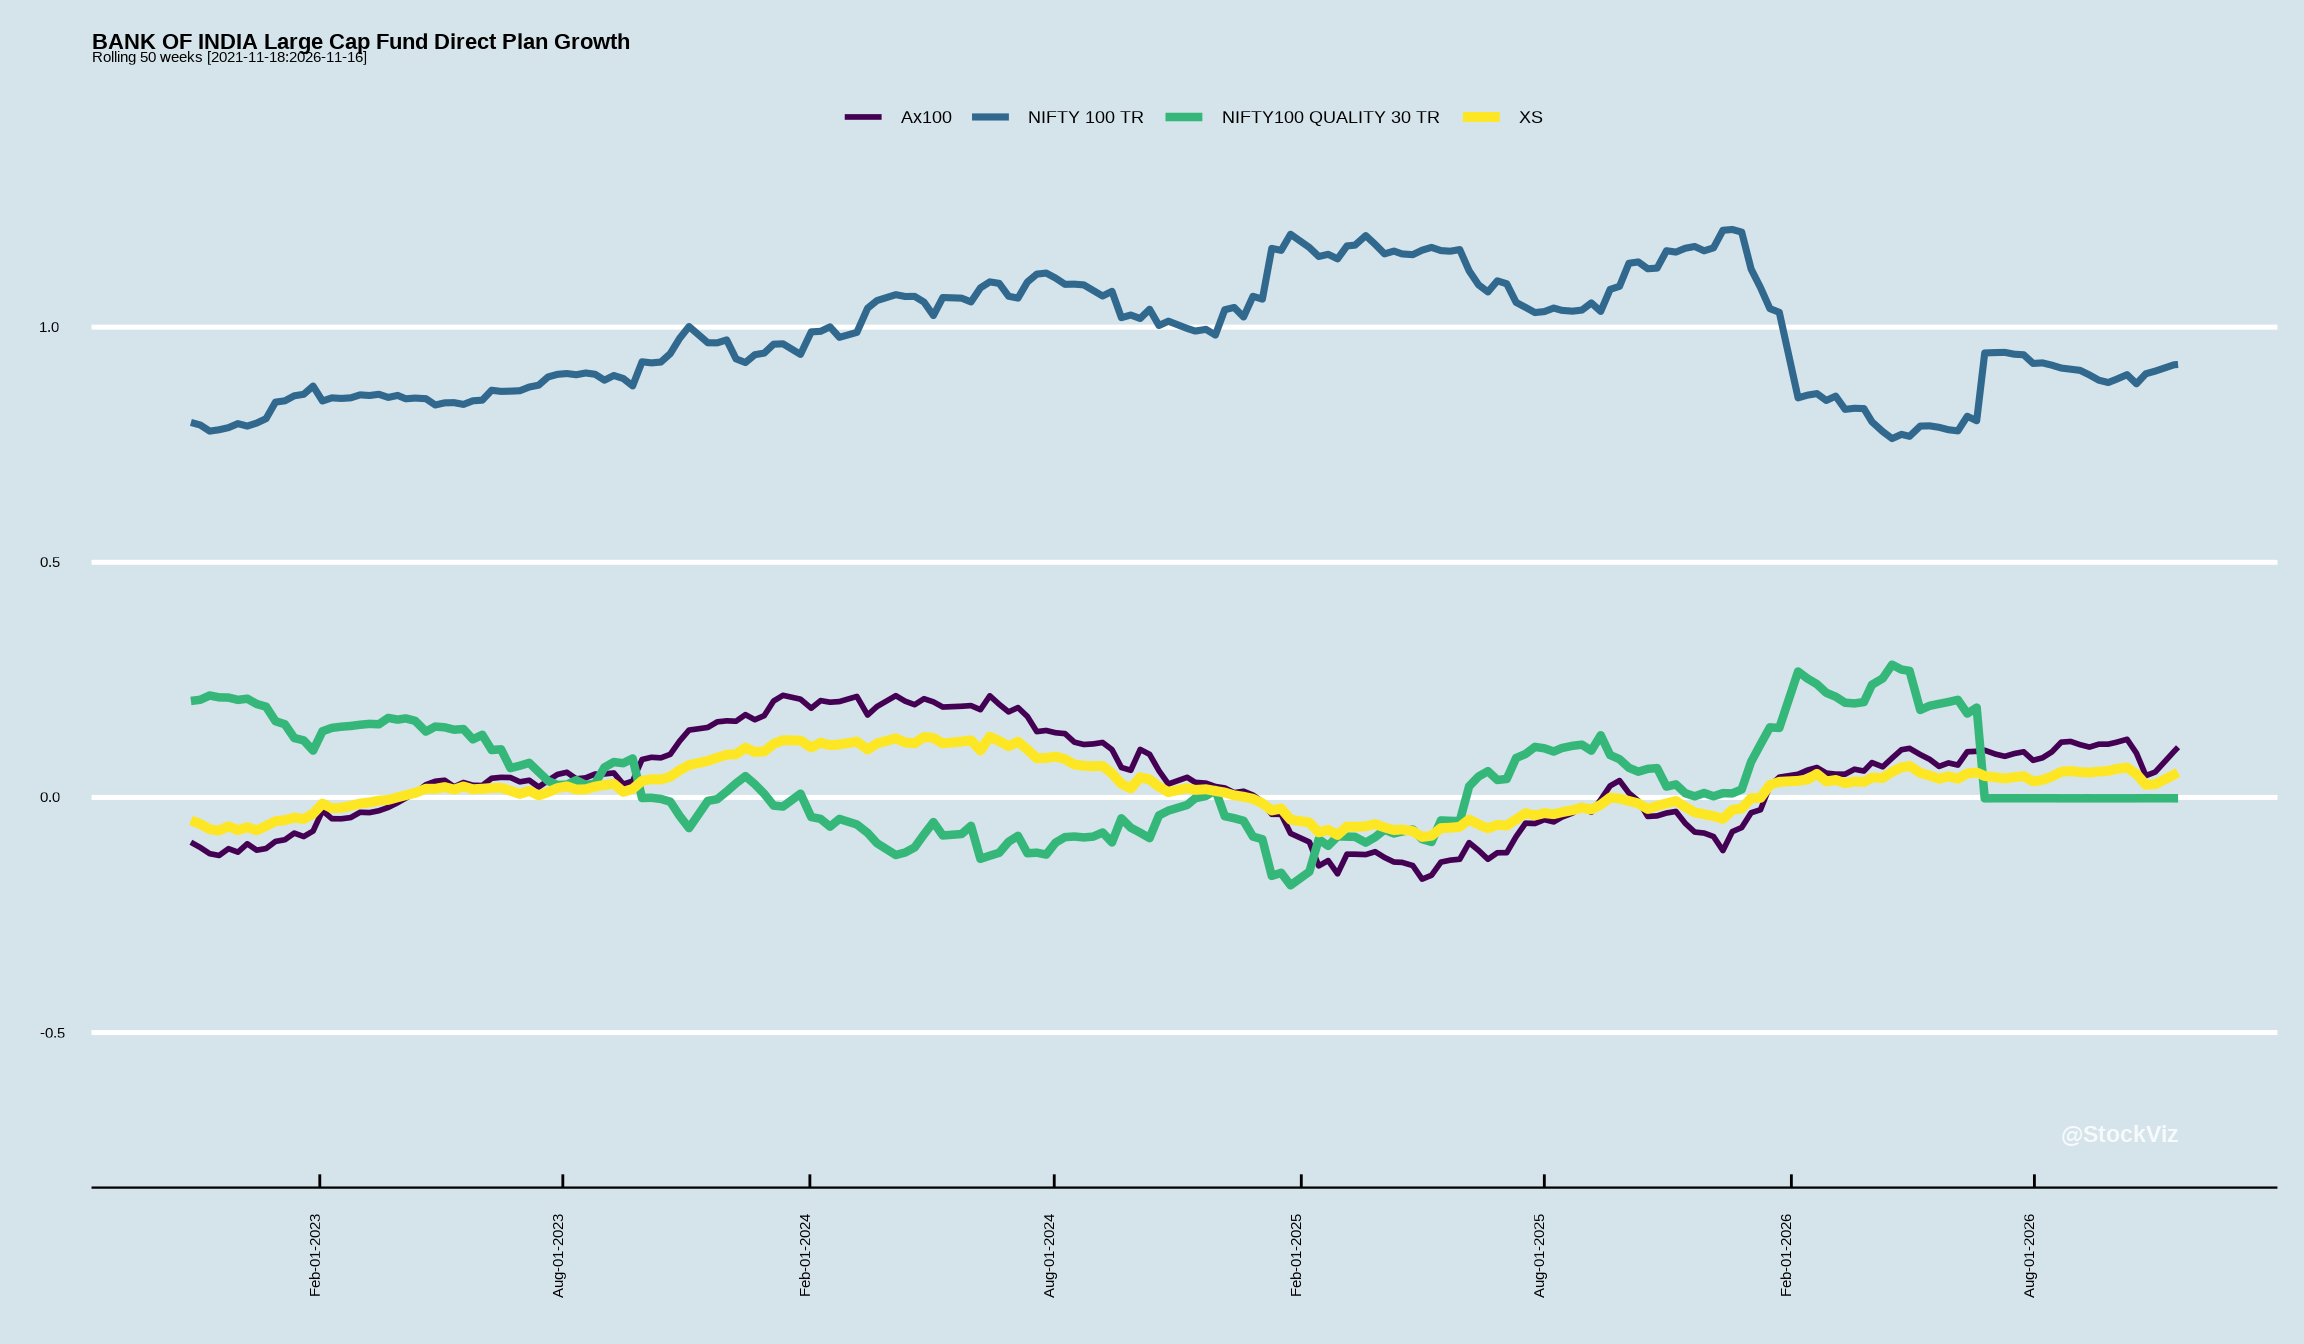 BANK OF INDIA Large Cap Fund Direct Plan Growth
Rolling 50 weeks [2021-11-18:2026-11-16]
Ax100 NIFTY 100 TR NIFTY100 QUALITY 30 TR XS
1.0
0.5
0.0
-0.5
@StockViz
Feb-01-2023
Aug-01-2023
Feb-01-2024
Aug-01-2024
Feb-01-2025
Aug-01-2025
Feb-01-2026
Aug-01-2026